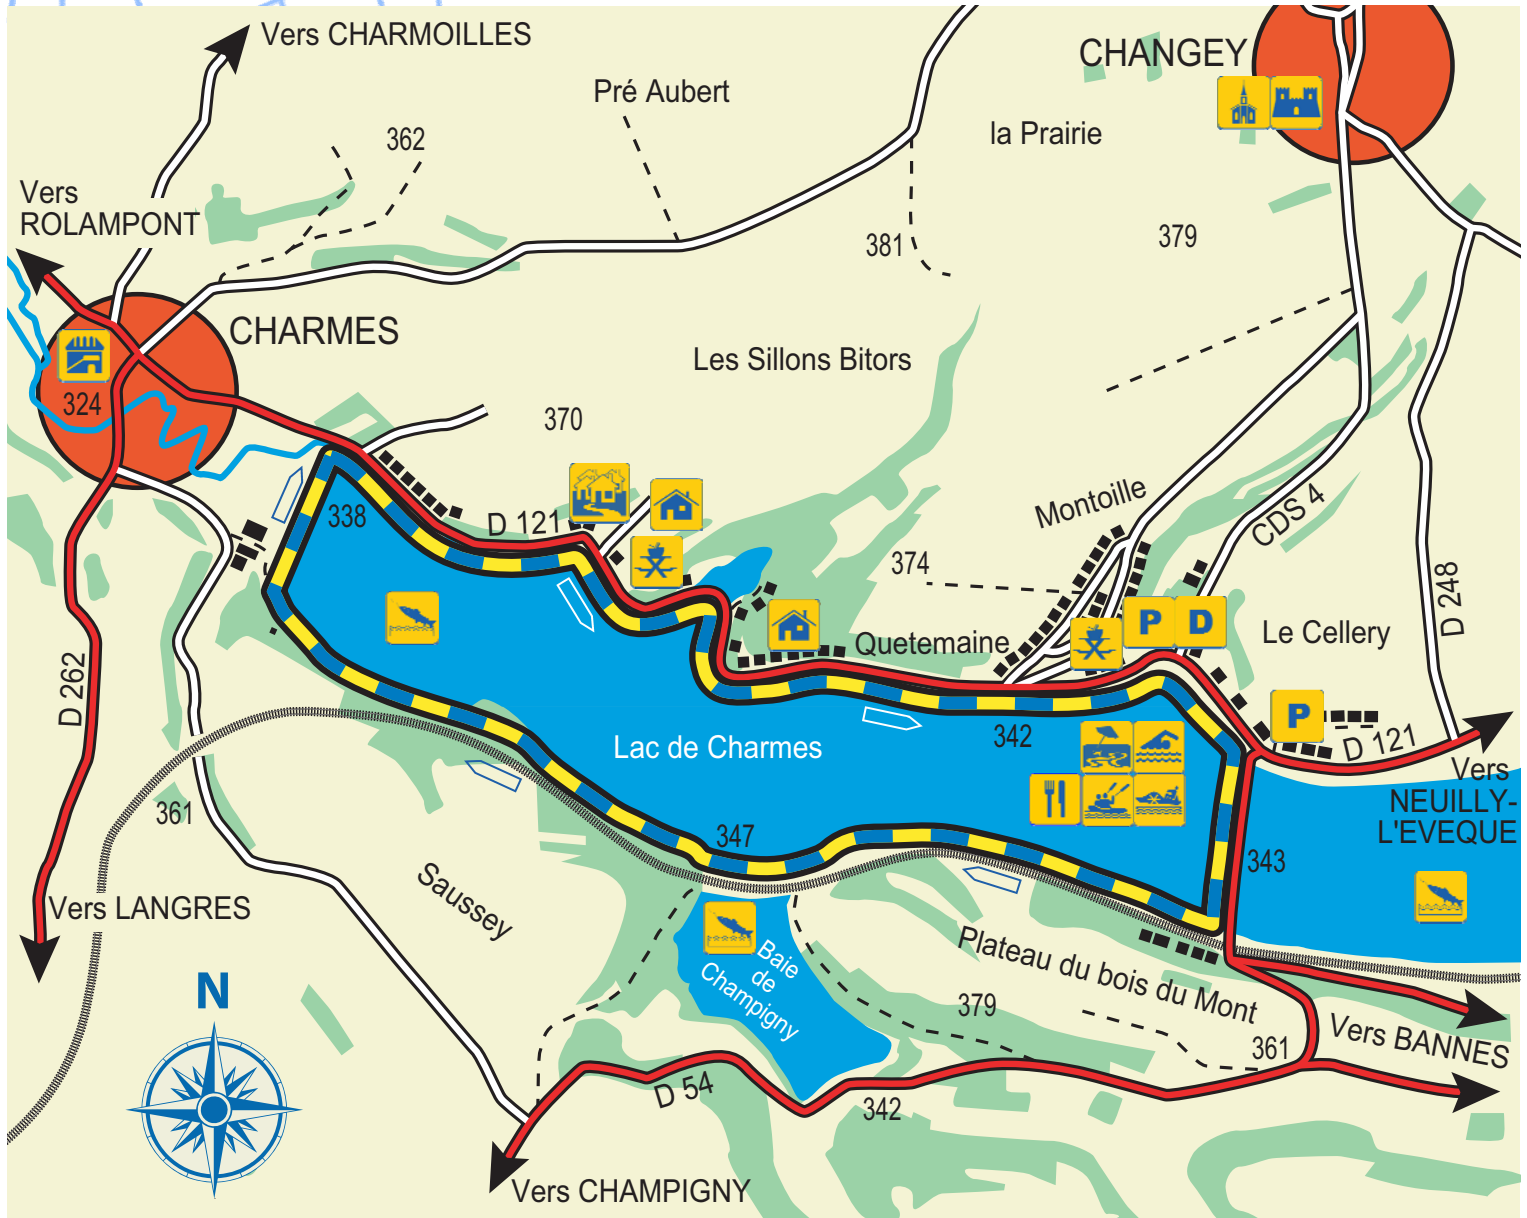 Vers CHARMOILLES
CHANGEY
Pré Aubert
362
la Prairie
Vers
ROLAMPONT
381
379
CHARMES
Les Sillons Bitors
324
370
338
D 121
Montoille
CDS 4
374
P
D
Quetemaine
Le Cellery
D 248
D 262
P
342
D 121
Lac de Charmes
Vers
NEUILLY-
L'EVEQUE
361
347
343
Saussey
Vers LANGRES
Plateau du bois du Mont
Baie
de
Champigny
N
379
361
Vers BANNES
D 54
342
Vers CHAMPIGNY